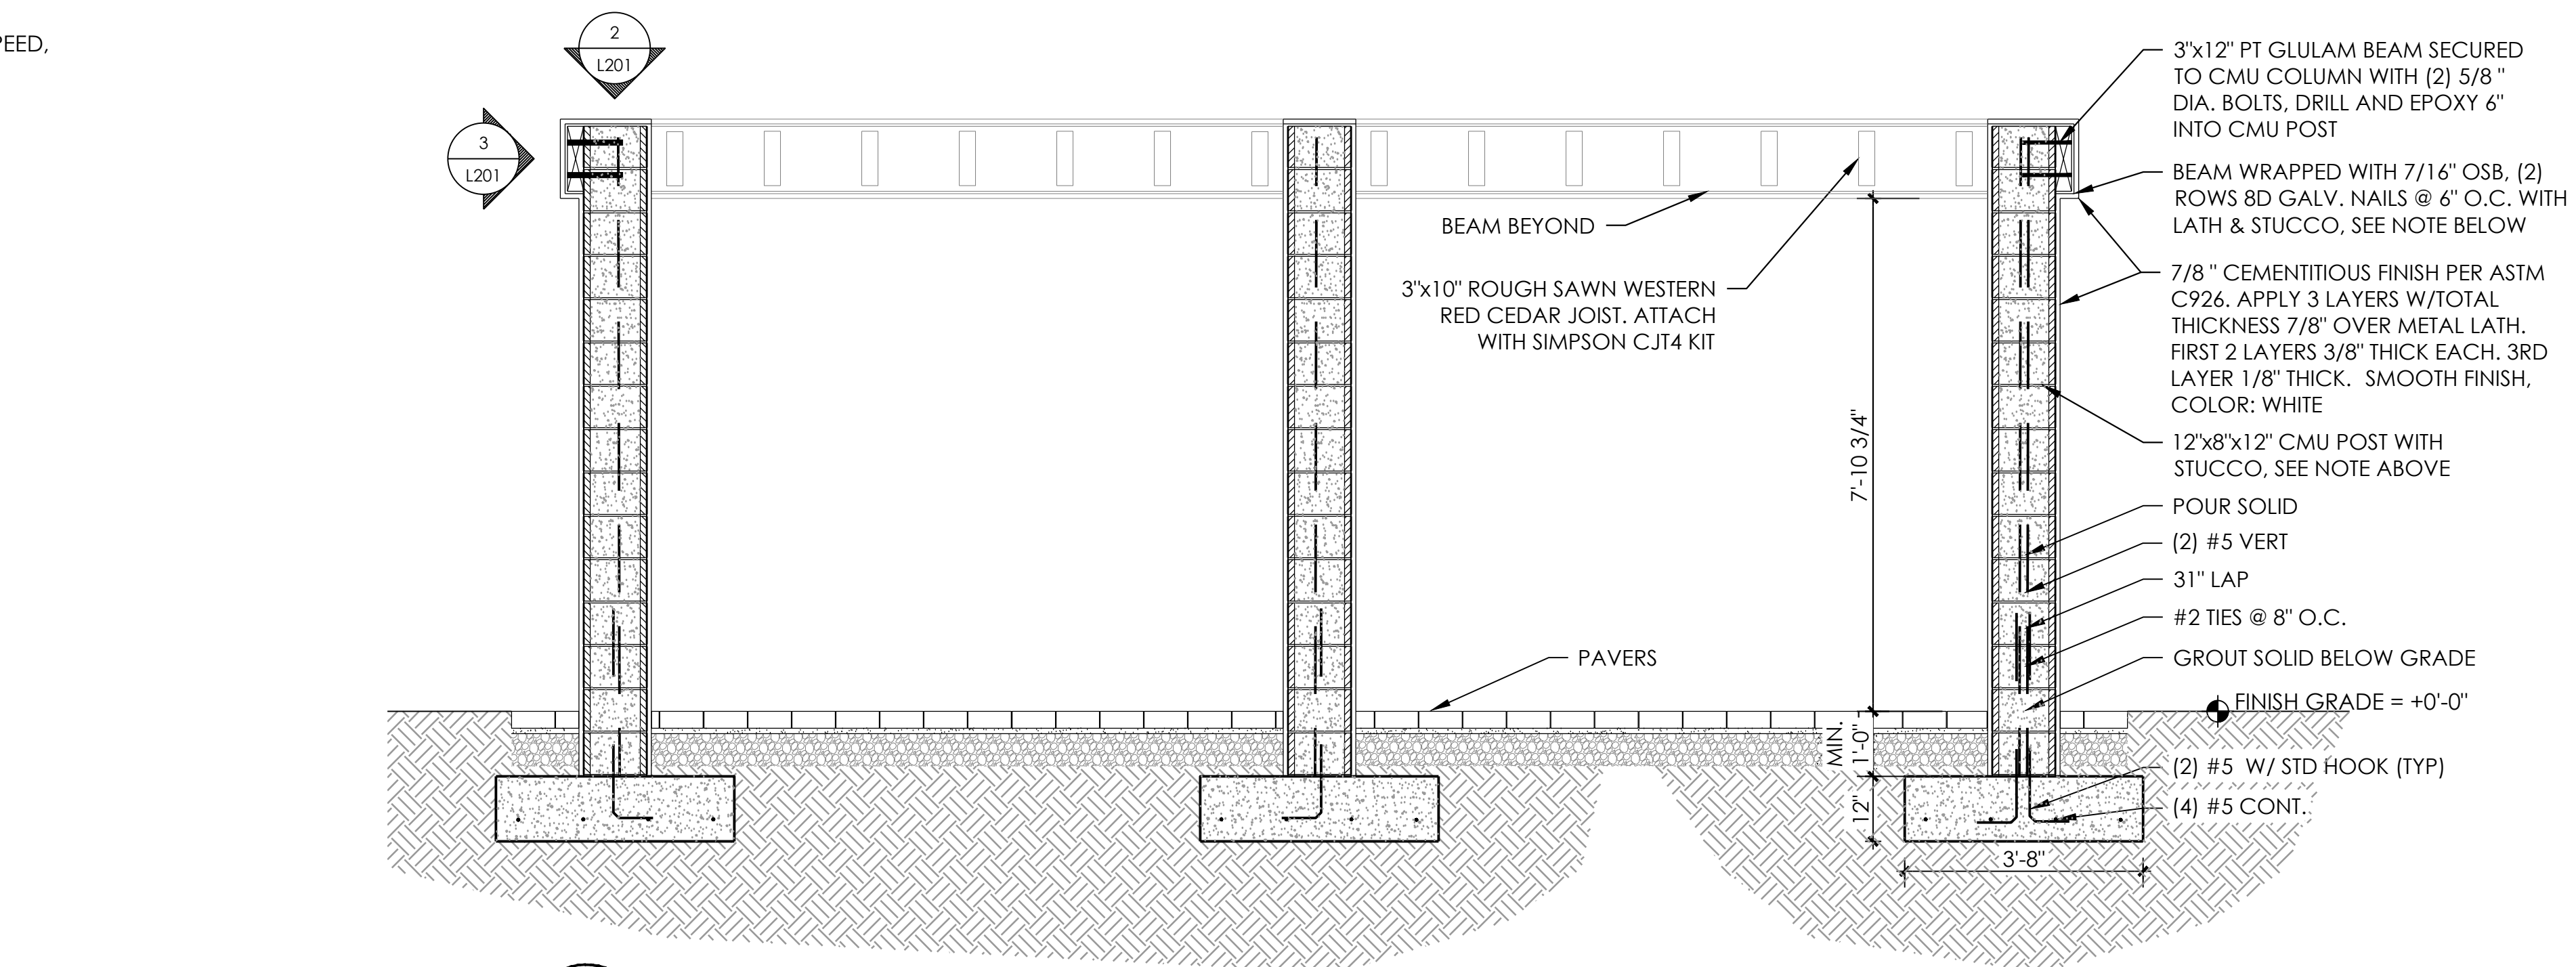 PEED,
2
L201
3
L201
3"x12" PT GLULAM BEAM SECURED
TO CMU COLUMN WITH (2) 5/8 "
DIA. BOLTS, DRILL AND EPOXY 6"
INTO CMU POST
BEAM WRAPPED WITH 7/16" OSB, (2)
ROWS 8D GALV. NAILS @ 6" O.C. WITH
LATH & STUCCO, SEE NOTE BELOW
BEAM BEYOND
3"x10" ROUGH SAWN WESTERN
RED CEDAR JOIST. ATTACH
WITH SIMPSON CJT4 KIT
7/8 " CEMENTITIOUS FINISH PER ASTM
C926. APPLY 3 LAYERS W/TOTAL
THICKNESS 7/8" OVER METAL LATH.
FIRST 2 LAYERS 3/8" THICK EACH. 3RD
LAYER 1/8" THICK. SMOOTH FINISH,
COLOR: WHITE
7'-10 3/4"
12"x8"x12" CMU POST WITH
STUCCO, SEE NOTE ABOVE
POUR SOLID
(2) #5 VERT
31" LAP
#2 TIES @ 8" O.C.
PAVERS
GROUT SOLID BELOW GRADE
FINISH GRADE = +0'-0"
MIN.
1'-0"
(2) #5 W/ STD HOOK (TYP)
12"
(4) #5 CONT.
3'-8"